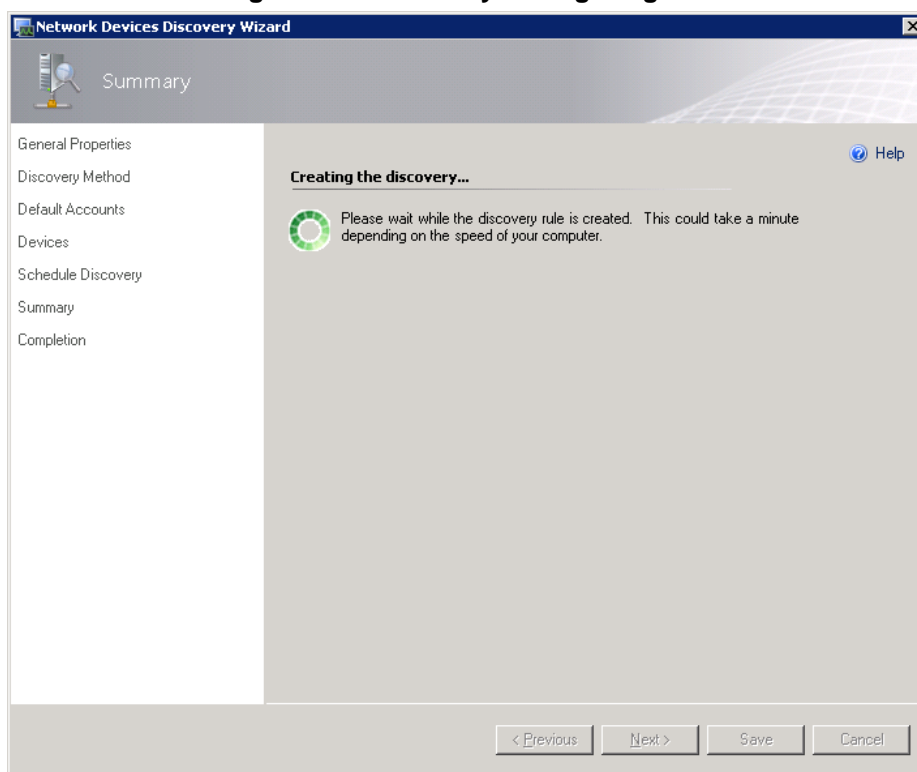 Network Devices Discovery Wizard
Summary
General Properties
Discovery Method
Default Accounts
Devices
Schedule Discovery
Summary
Completion
Help
Creating the discovery...
Please wait while the discovery rule is created. This could take a minute
depending on the speed of your computer.
< Previous
Next >
Save
Cancel